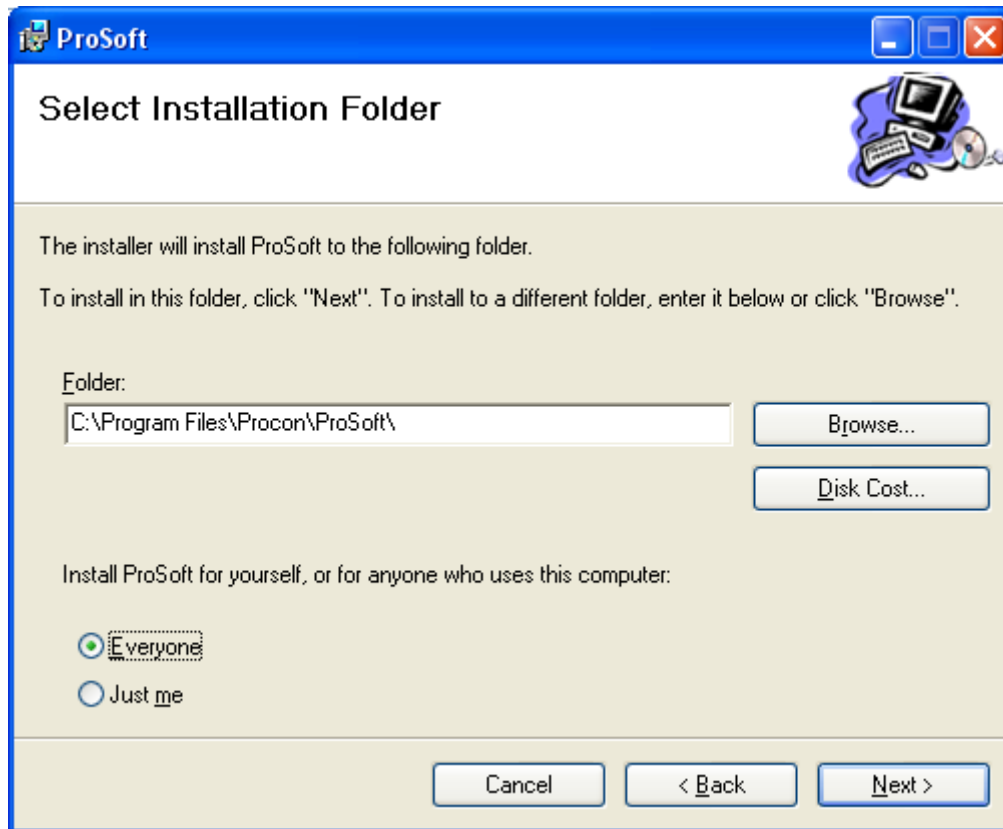 ProSoft
Select Installation Folder
The installer will install ProSoft to the following folder.
To install in this folder, click "Next". To install to a different folder, enter it below or click "Browse".
Folder:
C:\Program Files\Procon\ProSoft\
Browse...
Disk Cost...
Install ProSoft for yourself, or for anyone who uses this computer:
Everyone
Just me
Cancel
< Back
Next >